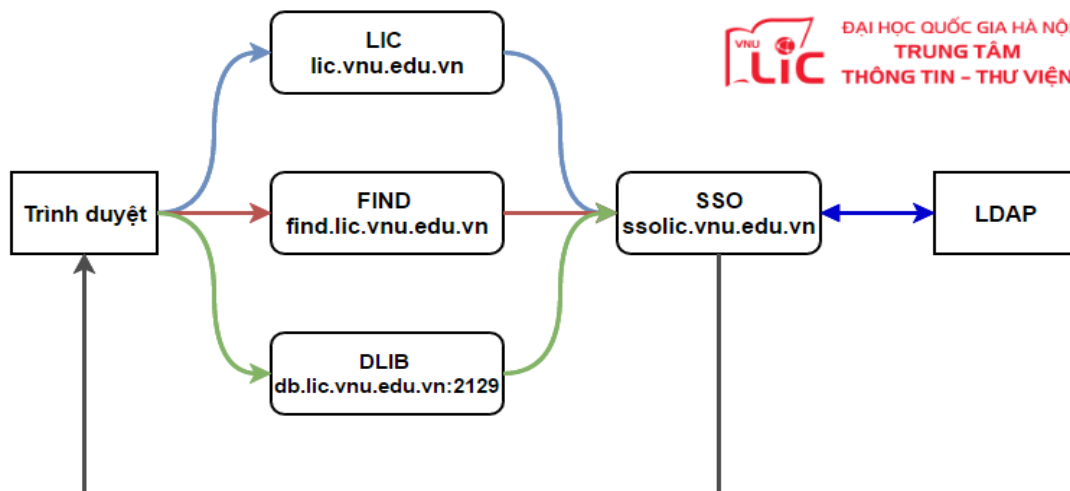 LIC
lic.vnu.edu.vn
VNU
LIC
ĐẠI HỌC QUỐC GIA HÀ NỘI
TRUNG TÂM
THÔNG TIN – THƯ VIỆN
Trình duyệt
FIND
find.lic.vnu.edu.vn
SSO
ssolic.vnu.edu.vn
LDAP
DLIB
db.lic.vnu.edu.vn:2129